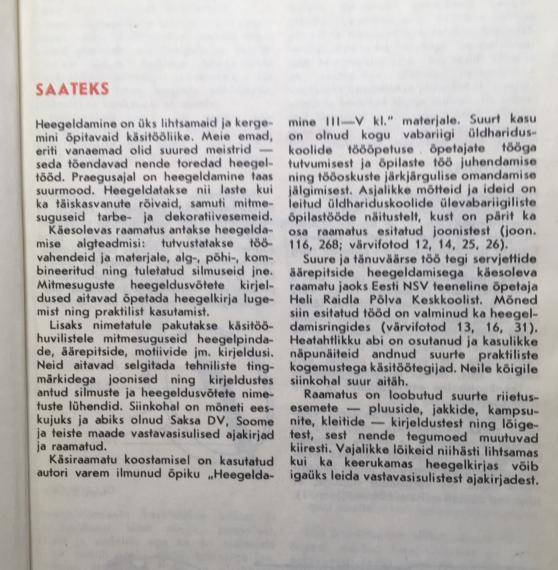 SAATEKS
Heegeldamine on üks lihtsamaid ja kerge-
mini õpitavaid käsitööliike. Meie emad,
eriti vanaemad olid suured meistrid —
seda tõendavad nende toredad heegel-
tööd. Praegusajal on heegeldamine taas
suurmood. Heegeldatakse nii laste kui
ka täiskasvanute rõivaid, samuti mitme-
suguseid tarbe- ja dekoratiivesemeid.
Käesolevas raamatus antakse heegelda-
mise algteadmisi: tutvustatakse töö-
vahendeid ja materjale, alg-, põhi-, kom-
bineeritud ning tuletatud silmuseid jne.
Mitmesuguste heegeldusvõtete kirjel-
dused aitavad õpetada heegelkirja luge-
mist ning praktilist kasutamist.
Lisaks nimetatule pakutakse käsitöö-
huvilistele mitmesuguseid heegelpinda-
de, äärepitside, motiivide jm. kirjeldusi.
Neid aitavad selgitada tehniliste ting-
märkidega joonised ning kirjeldustes
antud silmuste ja heegeldusvõtete nime-
tuste lühendid. Siinkohal on mõneti ees-
kujuks ja abiks olnud Saksa DV, Soome
ja teiste maade vastavasisulised ajakirjad
ja raamatud.
Käsiraamatu koostamisel on kasutatud
autori varem ilmunud õpiku „Heegelda-
mine III—V kl.” materjale. Suurt kasu
on olnud kogu vabariigi üldharidus-
koolide tööõpetuse õpetajate tööga
tutvumisest ja õpilaste töö juhendamise
ning tööoskuste järkjärgulise omandamise
jälgimisest. Asjalikke mõtteid ja ideid on
leitud üldhariduskoolide ülevabariigiliste
õpilastööde näitustelt, kust on pärit ka
osa raamatus esitatud joonistest (joon.
116, 268; värvifotod 12, 14, 25, 26).
Suure ja tänuväärse töö tegi servjettide
äärepitside heegeldamisega käesoleva
raamatu jaoks Eesti NSV teeneline õpetaja
Heli Raidla Põlva Keskkoolist. Mõned
siin esitatud tööd on valminud ka heegel-
damisringides (värvifotod 13, 16, 31).
Heatahtlikku abi on osutanud ja kasulikke
näpunäiteid andnud suurte praktiliste
kogemustega käsitöötegijad. Neile kõigile
siinkohal suur aitäh.
Raamatus on loobutud suurte riietus-
esemete — pluuside, jakkide, kampsu-
nite, kleitide — kirjeldustest ning lõige-
test, sest nende tegumoed muutuvad
kiiresti. Vajalikke lõikeid niihästi lihtsamas
kui ka keerukamas heegelkirjas võib
igaüks leida vastavasisulistest ajakirjadest.